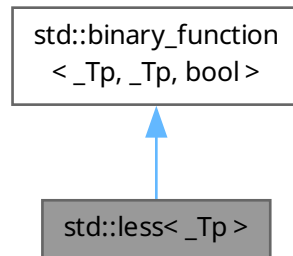 std::binary_function
< _Tp, _Tp, bool >
std::less< _Tp >